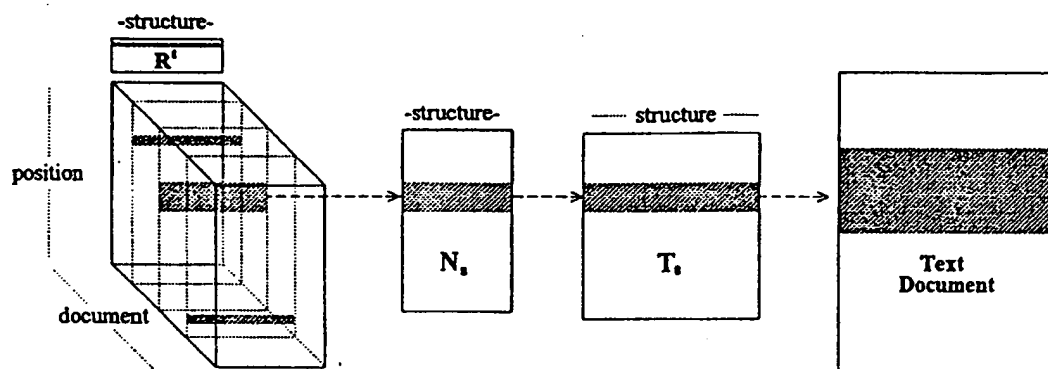 -structure-
R^t
position
document
-structure-
N_s
structure
T_s
Text
Document